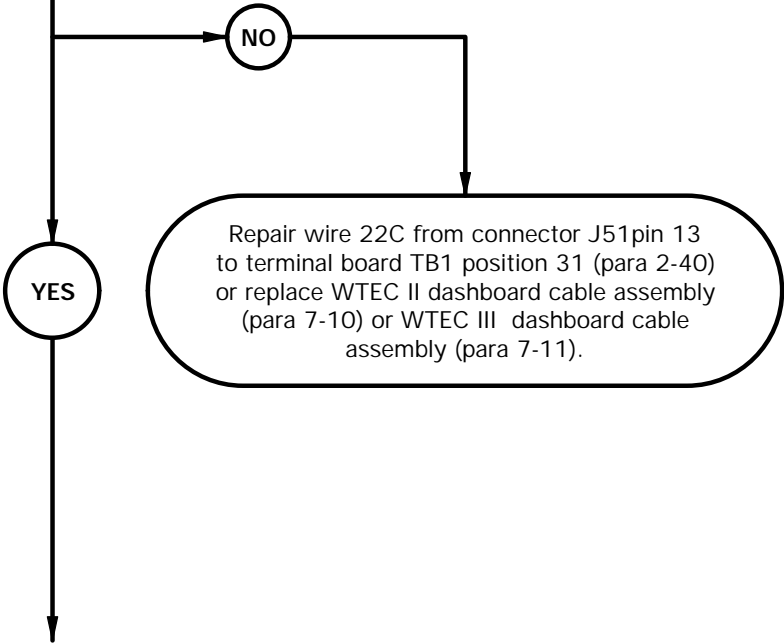 NO
YES
Repair wire 22C from connector J51pin 13
to terminal board TB1 position 31 (para 2-40)
or replace WTEC II dashboard cable assembly
(para 7-10) or WTEC III dashboard cable
assembly (para 7-11).